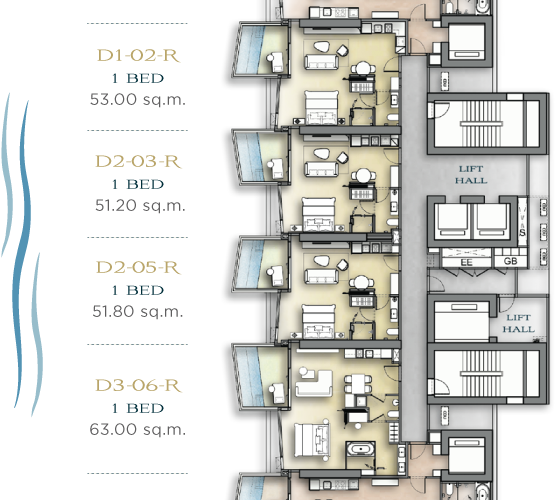 D1-02-R
1 BED
53.00 sq.m.
D2-03-R
1 BED
51.20 sq.m.
D2-05-R
1 BED
51.80 sq.m.
D3-06-R
1 BED
63.00 sq.m.
LIFT
HALL
S
EE
GB
LIFT
HALL